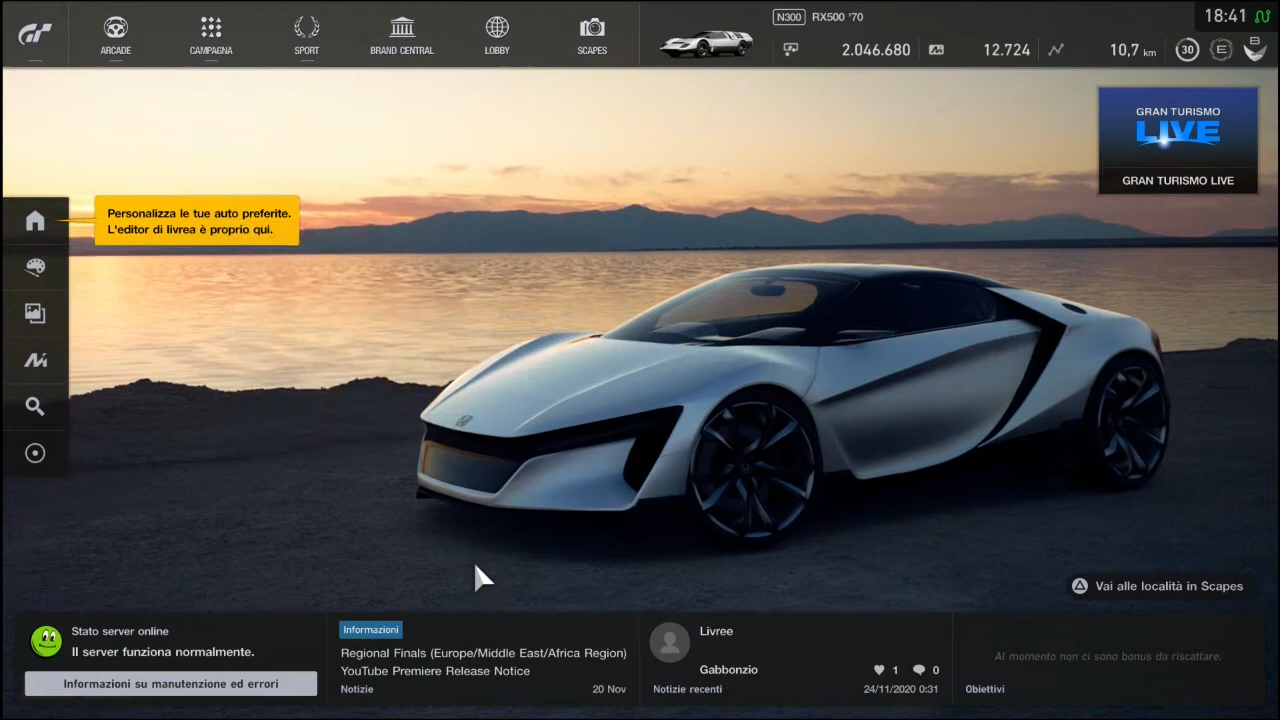 ARCADE
CAMPAGNA
SPORT
BRAND CENTRAL
LOBBY
SCAPES
N300 RX500 '70
18:41
2.046.680
12.724
10,7 km
30
E
B
GRAN TURISMO
LIVE
GRAN TURISMO LIVE
Personalizza le tue auto preferite.
L'editor di livrea è proprio qui.
Vai alle località in Scapes
Stato server online
Il server funziona normalmente.
Informazioni su manutenzione ed errori
Informazioni
Regional Finals (Europe/Middle East/Africa Region)
YouTube Premiere Release Notice
Notizie 20 Nov
Livree
Gabbonzio 1 0
Notizie recenti 24/11/2020 0:31
Al momento non ci sono bonus da riscattare.
Obiettivi